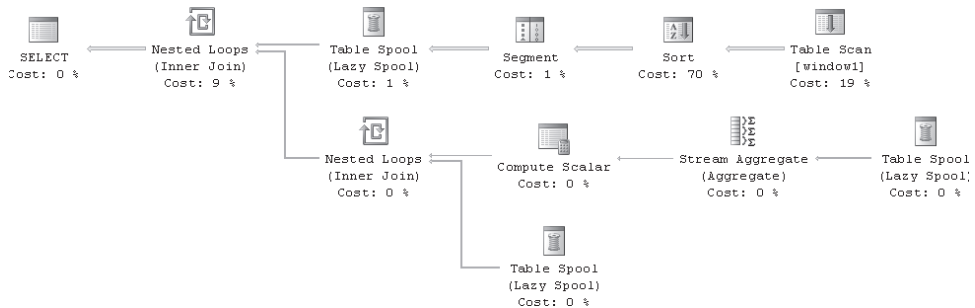 SELECT
Cost: 0 %
Nested Loops
(Inner Join)
Cost: 9 %
Table Spool
(Lazy Spool)
Cost: 1 %
Segment
Cost: 1 %
Sort
Cost: 70 %
Table Scan
[window1]
Cost: 19 %
Nested Loops
(Inner Join)
Cost: 0 %
Compute Scalar
Cost: 0 %
Stream Aggregate
(Aggregate)
Cost: 0 %
Table Spool
(Lazy Spool)
Cost: 0 %
Table Spool
(Lazy Spool)
Cost: 0 %